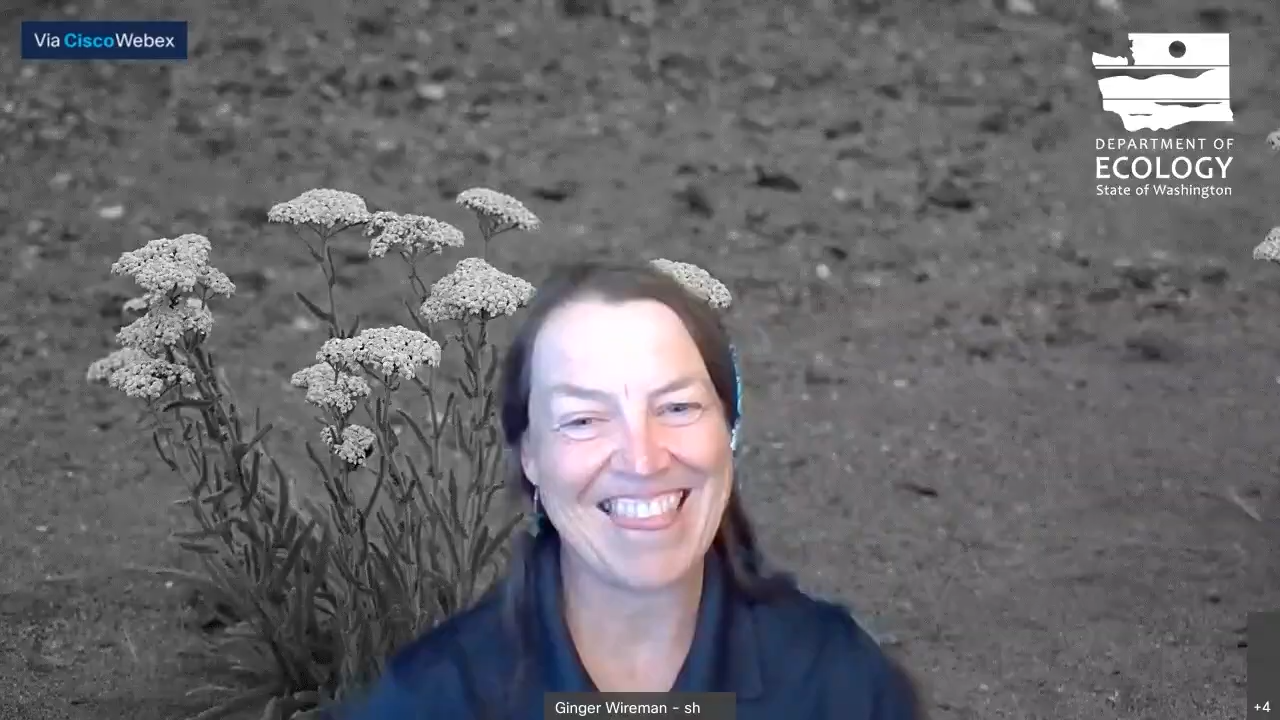 Via CiscoWebex
DEPARTMENT OF
ECOLOGY
State of Washington
Ginger Wireman - sh
+4